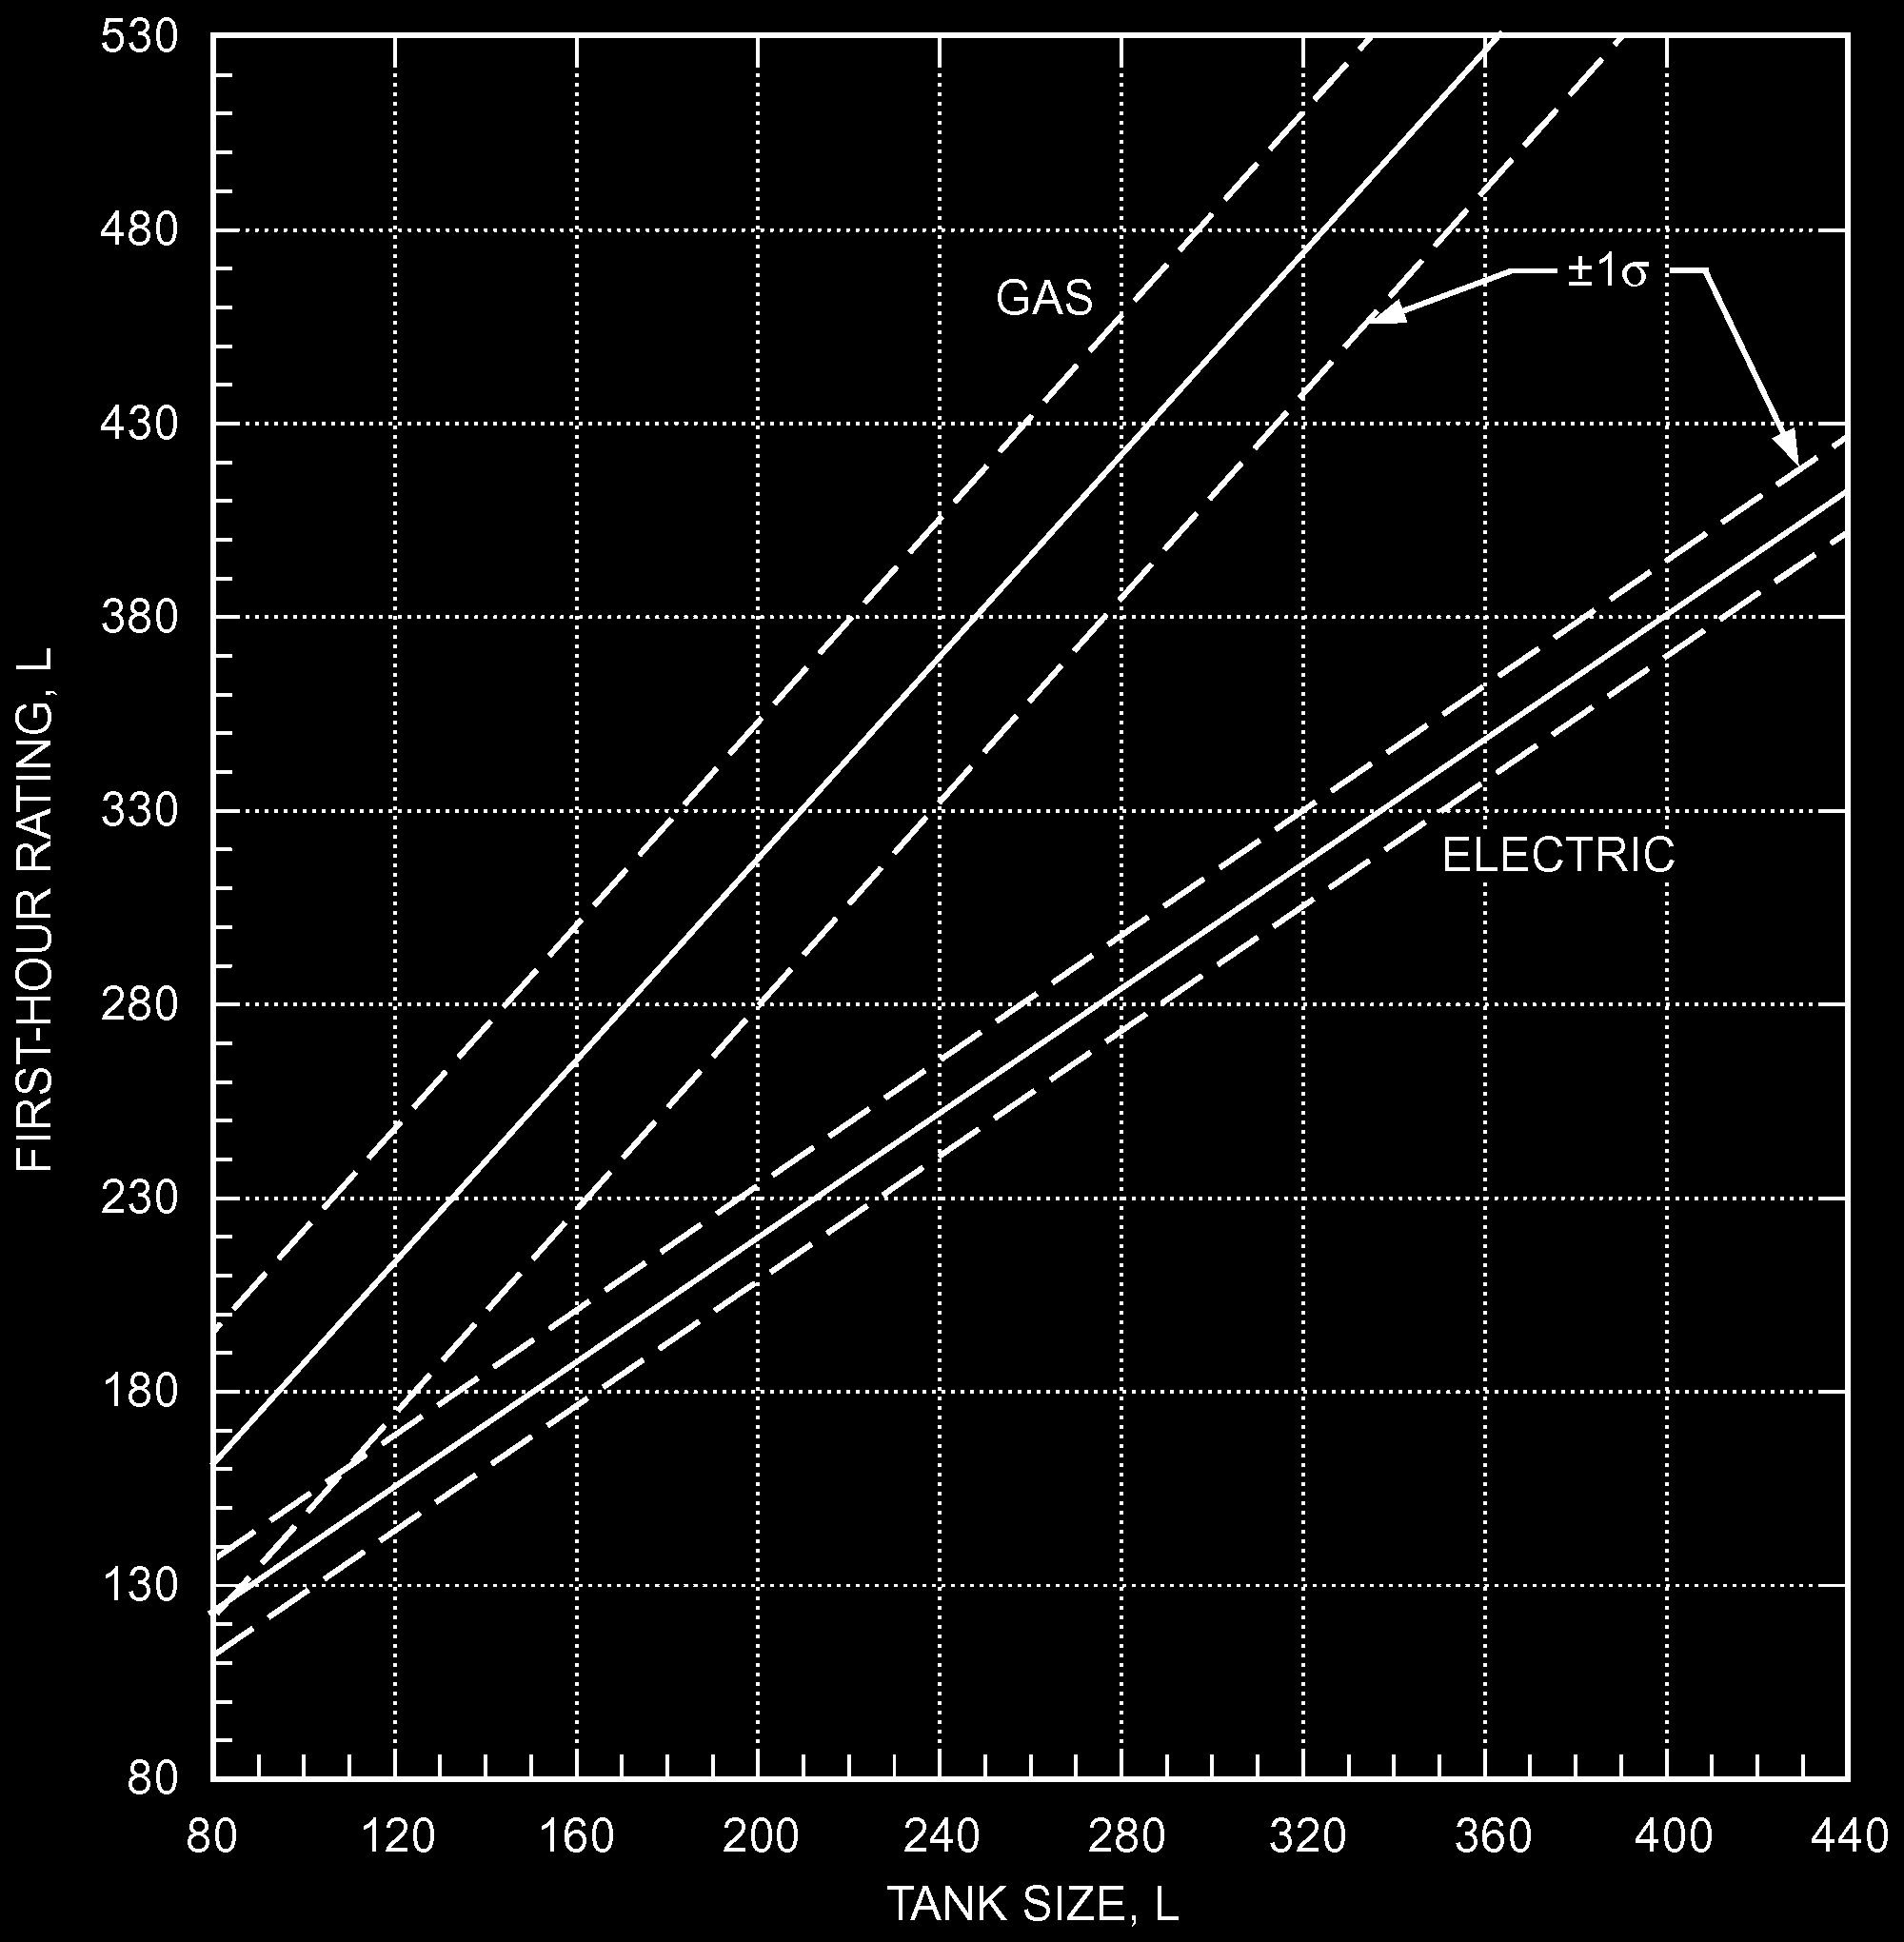 530
480
GAS
±1σ
430
380
330
ELECTRIC
280
230
180
130
80
FIRST-HOUR RATING, L
80 120 160 200 240 280 320 360 400 440
TANK SIZE, L